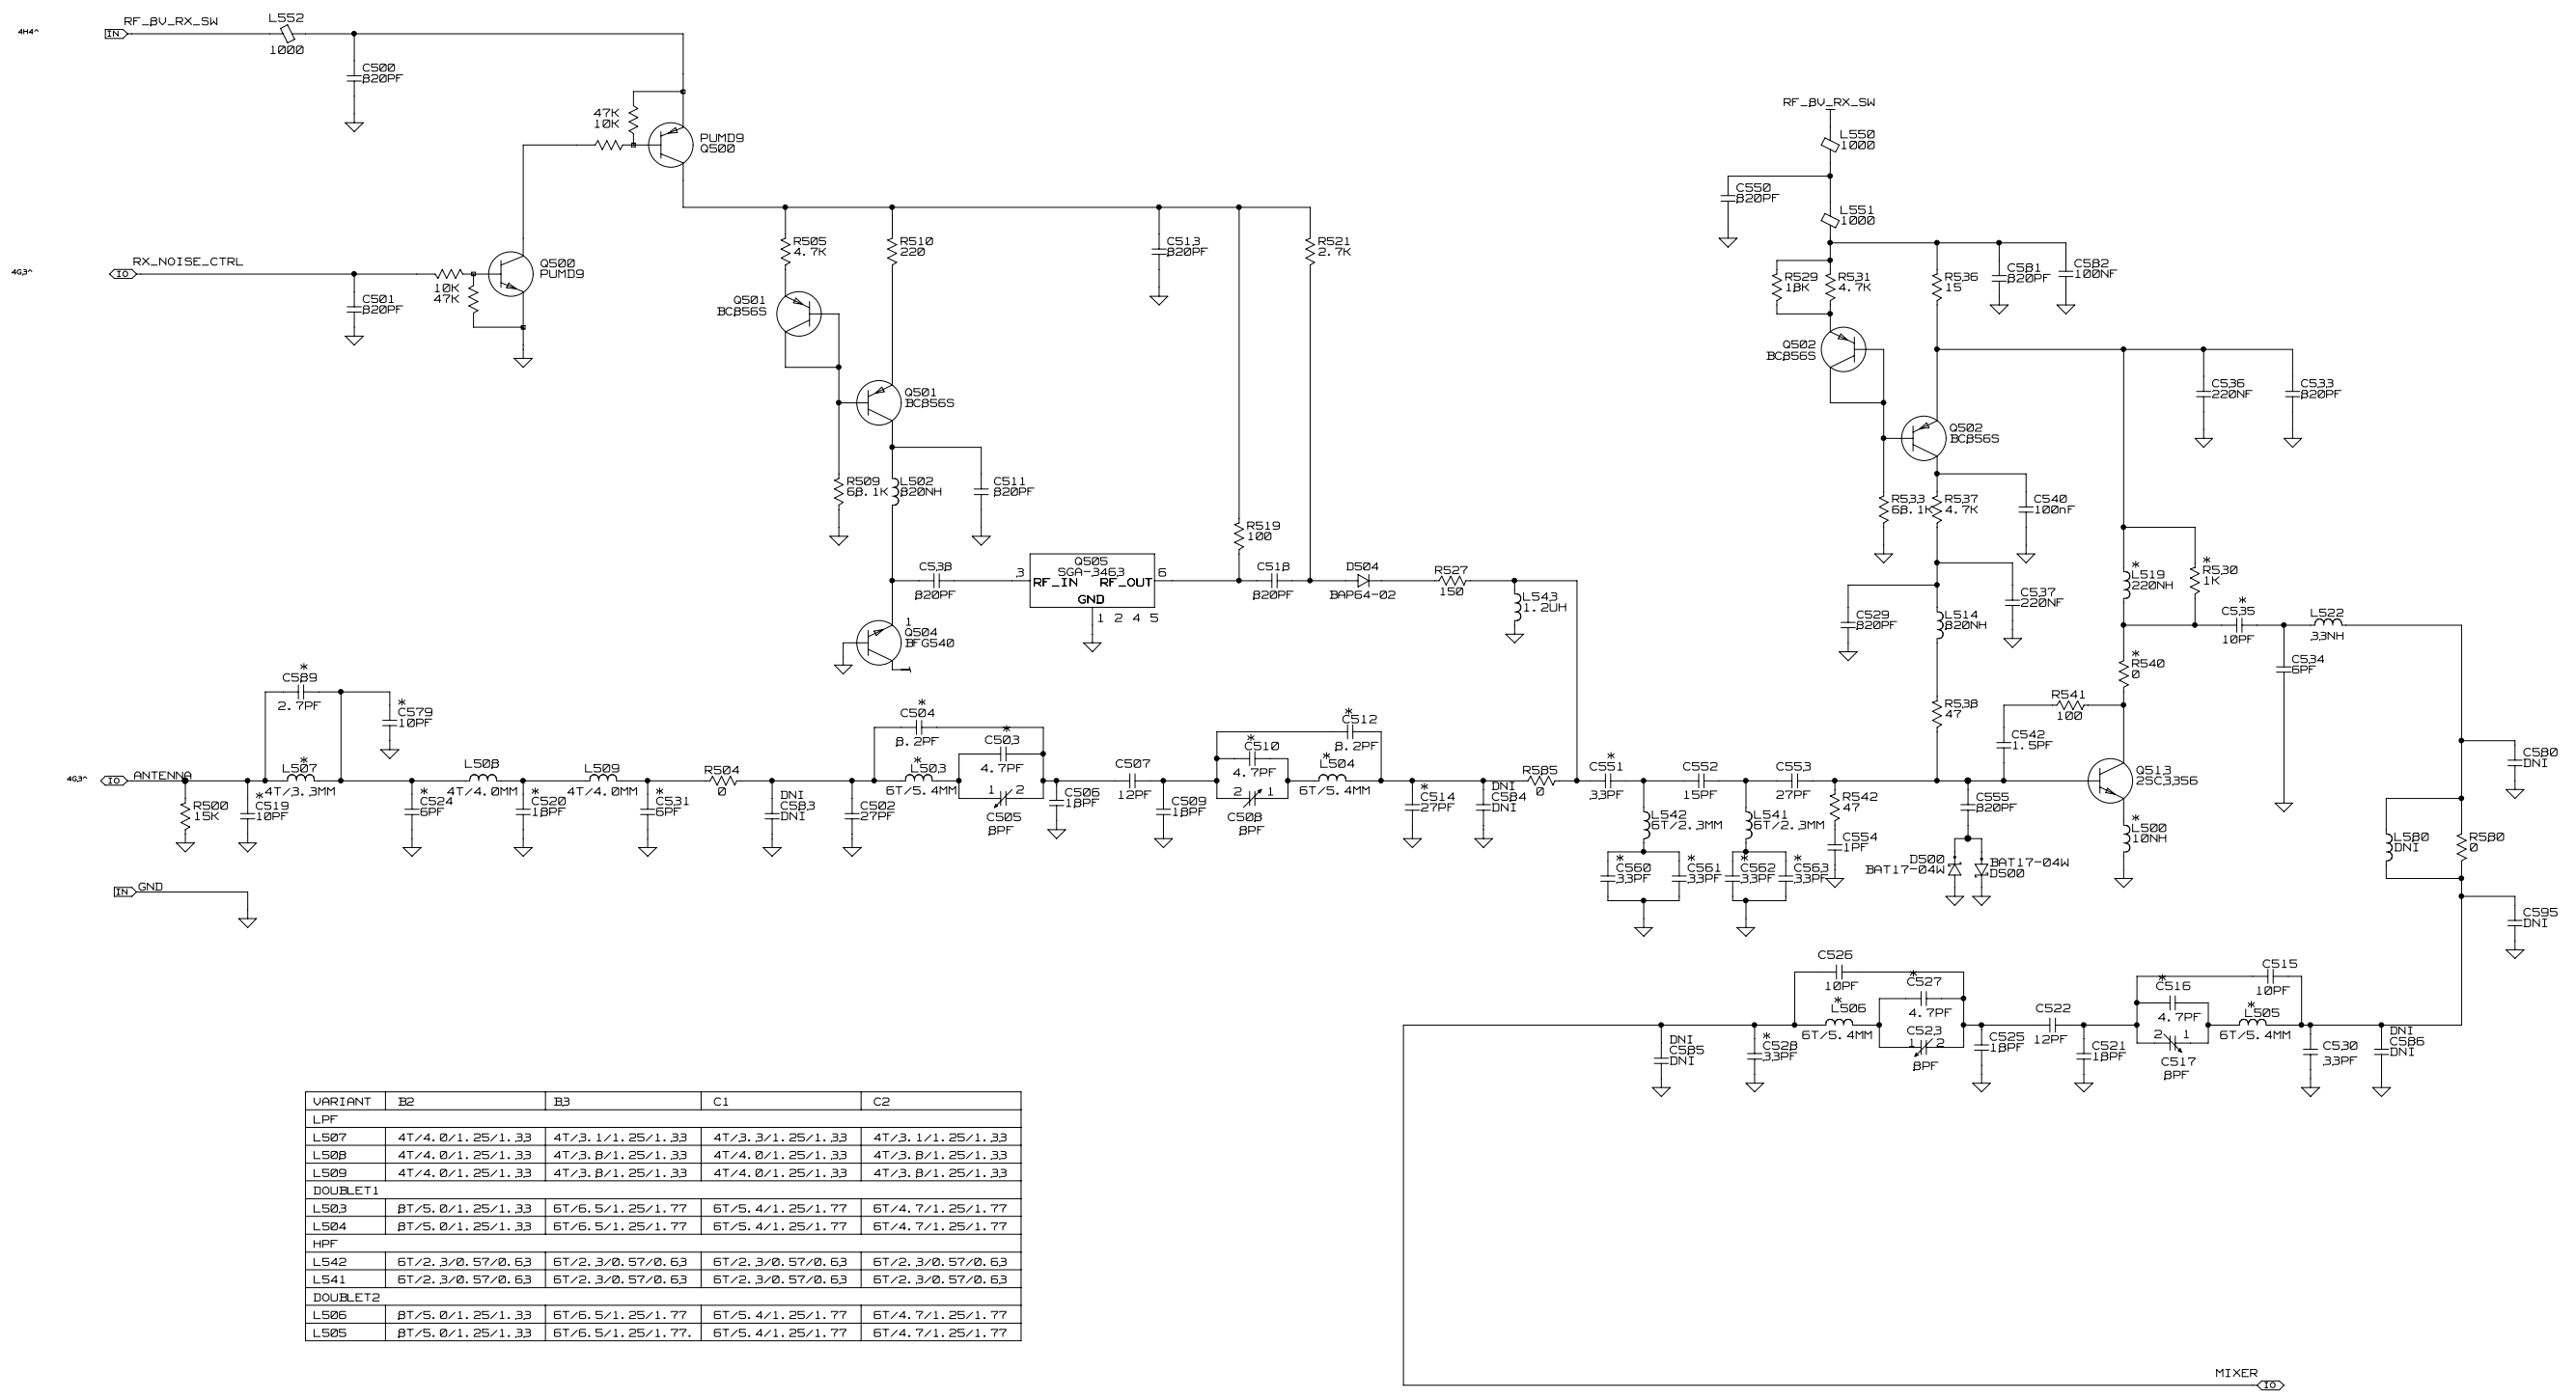 RF_8V_RX_SW
L552
1000
4H4^
IN
C500
820PF
47K
10K
PUMD9
Q500
RX_NOISE_CTRL
4G3^
IO
C501
820PF
10K
47K
Q500
PUMD9
R505
4.7K
R510
220
C513
820PF
R521
2.7K
Q501
BC856S
Q501
BC856S
R509
68.1K
L502
820NH
C511
820PF
R519
100
C538
820PF
3
Q505
SGA-3463
RF_IN RF_OUT
GND
6
1 2 4 5
C518
820PF
D504
BAP64-02
R527
150
L543
1.2UH
1
Q504
BFG540
RF_8V_RX_SW
L550
1000
C550
820PF
L551
1000
R529
18K
R531
4.7K
R536
15
C581
820PF
C582
100NF
Q502
BC856S
Q502
BC856S
C536
220NF
C533
820PF
R533
68.1K
R537
4.7K
C540
100nF
C529
820PF
L514
820NH
C537
220NF
*
L519
220NH
*
R530
1K
*
C535
10PF
L522
33NH
C534
6PF
*
R540
0
R541
100
C542
1.5PF
R538
47
Q513
2SC3356
*
L500
10NH
C580
DNI
L580
DNI
R580
0
C595
DNI
*
C589
2.7PF
*
C579
10PF
4G3^
IO
ANTENNA
R500
15K
*
C519
10PF
*
L507
4T/3.3MM
*
C524
6PF
L508
4T/4.0MM
*
C520
18PF
L509
4T/4.0MM
*
C531
6PF
R504
0
DNI
C583
DNI
C502
27PF
*
C504
8.2PF
*
L503
6T/5.4MM
*
C503
4.7PF
1 2
C505
8PF
C506
18PF
C507
12PF
C509
18PF
*
C510
4.7PF
2 1
C508
8PF
*
C512
8.2PF
*
L504
6T/5.4MM
*
C514
27PF
DNI
C584
DNI
R585
0
*
C551
33PF
C552
15PF
C553
27PF
L542
6T/2.3MM
*
L541
6T/2.3MM
*
C560
33PF
*
C561
33PF
*
C562
33PF
*
C563
33PF
R542
47
C554
1PF
C555
820PF
D500
BAT17-04W
BAT17-04W
D500
IN
GND
C526
10PF
*
L506
6T/5.4MM
*
C527
4.7PF
C523
1 2
8PF
C525
18PF
C522
12PF
C521
18PF
*
C516
4.7PF
2 1
C517
8PF
C515
10PF
*
L505
6T/5.4MM
C530
33PF
DNI
C586
DNI
DNI
C585
DNI
*
C528
33PF
VARIANT B2 B3 C1 C2
LPF
L507 4T/4.0/1.25/1.33 4T/3.1/1.25/1.33 4T/3.3/1.25/1.33 4T/3.1/1.25/1.33
L508 4T/4.0/1.25/1.33 4T/3.8/1.25/1.33 4T/4.0/1.25/1.33 4T/3.8/1.25/1.33
L509 4T/4.0/1.25/1.33 4T/3.8/1.25/1.33 4T/4.0/1.25/1.33 4T/3.8/1.25/1.33
DOUBLET1
L503 8T/5.0/1.25/1.33 6T/6.5/1.25/1.77 6T/5.4/1.25/1.77 6T/4.7/1.25/1.77
L504 8T/5.0/1.25/1.33 6T/6.5/1.25/1.77 6T/5.4/1.25/1.77 6T/4.7/1.25/1.77
HPF
L542 6T/2.3/0.57/0.63 6T/2.3/0.57/0.63 6T/2.3/0.57/0.63 6T/2.3/0.57/0.63
L541 6T/2.3/0.57/0.63 6T/2.3/0.57/0.63 6T/2.3/0.57/0.63 6T/2.3/0.57/0.63
DOUBLET2
L506 8T/5.0/1.25/1.33 6T/6.5/1.25/1.77 6T/5.4/1.25/1.77 6T/4.7/1.25/1.77
L505 8T/5.0/1.25/1.33 6T/6.5/1.25/1.77. 6T/5.4/1.25/1.77 6T/4.7/1.25/1.77
MIXER
IO